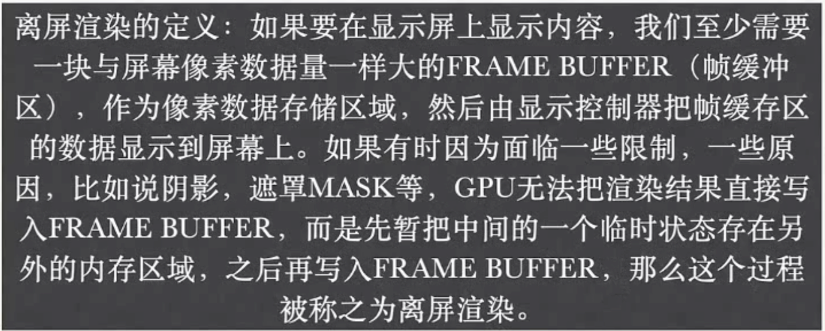 离屏渲染的定义：如果要在显示屏上显示内容，我们至少需要
一块与屏幕像素数据量一样大的FRAME BUFFER（帧缓冲
区），作为像素数据存储区域，然后由显示控制器把帧缓存区
的数据显示到屏幕上。如果有时因为面临一些限制，一些原
因，比如说阴影，遮罩MASK等，GPU无法把渲染结果直接写
入FRAME BUFFER，而是先暂把中间的一个临时状态存在另
外的内存区域，之后再写入FRAME BUFFER，那么这个过程
被称之为离屏渲染。